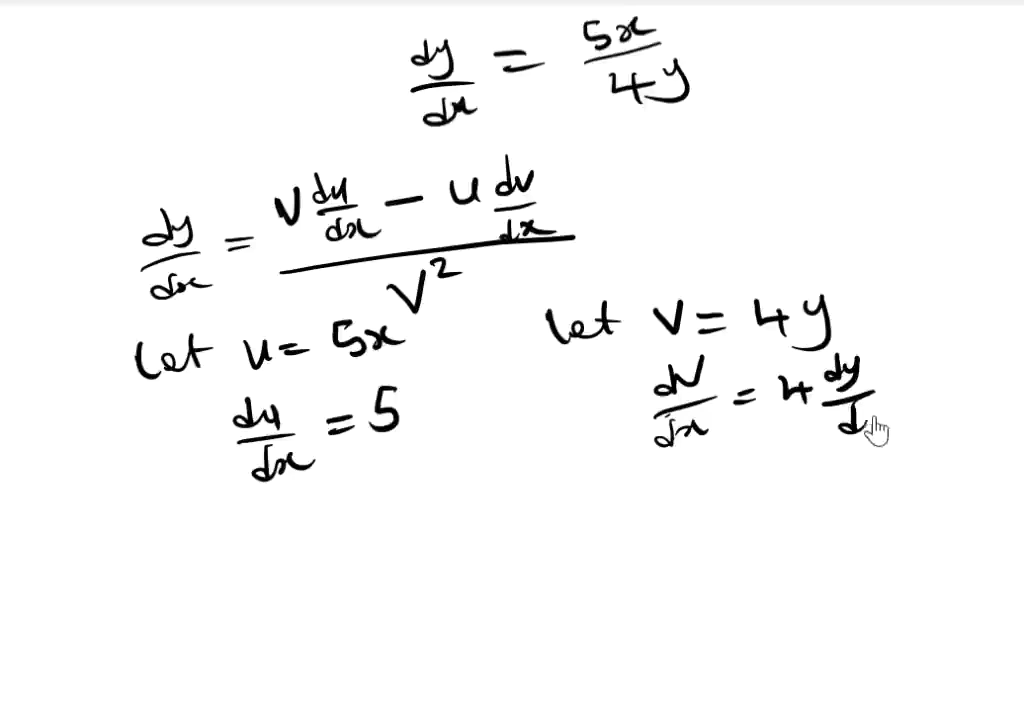 dy/dx = 5x/4y
dy/dx = (v du/dx - u dv/dx)/v²
let u = 5x
let v = 4y
du/dx = 5
dv/dx = 4 dy/d